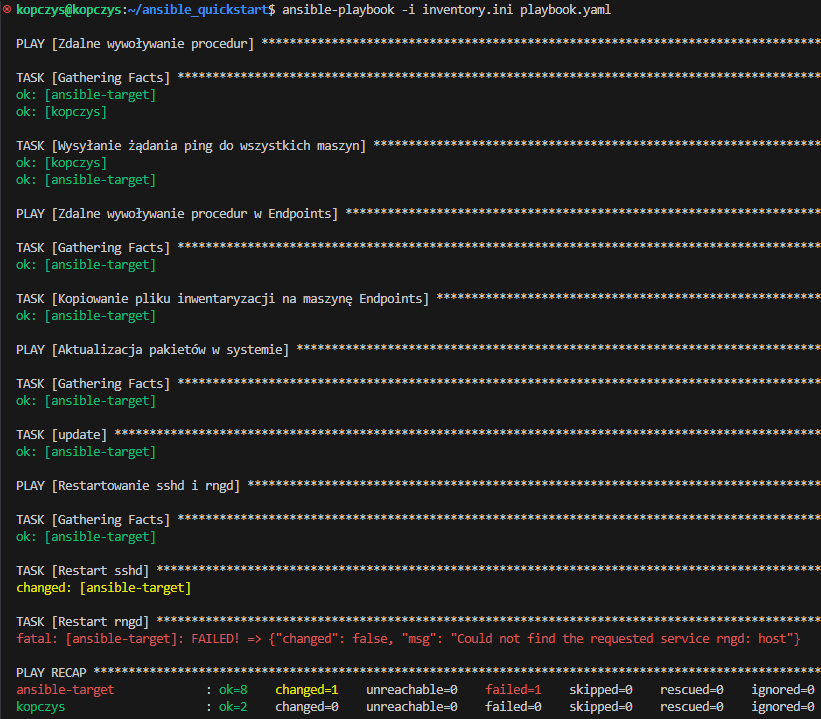 kopczys@kopczys:~/ansible_quickstart$ ansible-playbook -i inventory.ini playbook.yaml
PLAY [Zdalne wywoływanie procedur] ********************************************************************************
TASK [Gathering Facts] ********************************************************************************************
ok: [ansible-target]
ok: [kopczys]
TASK [Wysyłanie żądania ping do wszystkich maszyn] ****************************************************************
ok: [kopczys]
ok: [ansible-target]
PLAY [Zdalne wywoływanie procedur w Endpoints] ********************************************************************
TASK [Gathering Facts] ********************************************************************************************
ok: [ansible-target]
TASK [Kopiowanie pliku inwentaryzacji na maszynę Endpoints] *******************************************************
ok: [ansible-target]
PLAY [Aktualizacja pakietów w systemie] ***************************************************************************
TASK [Gathering Facts] ********************************************************************************************
ok: [ansible-target]
TASK [update] *****************************************************************************************************
ok: [ansible-target]
PLAY [Restartowanie sshd i rngd] **********************************************************************************
TASK [Gathering Facts] ********************************************************************************************
ok: [ansible-target]
TASK [Restart sshd] ***********************************************************************************************
changed: [ansible-target]
TASK [Restart rngd] ***********************************************************************************************
fatal: [ansible-target]: FAILED! => {"changed": false, "msg": "Could not find the requested service rngd: host"}
PLAY RECAP ********************************************************************************************************
ansible-target : ok=8 changed=1 unreachable=0 failed=1 skipped=0 rescued=0 ignored=0
kopczys : ok=2 changed=0 unreachable=0 failed=0 skipped=0 rescued=0 ignored=0